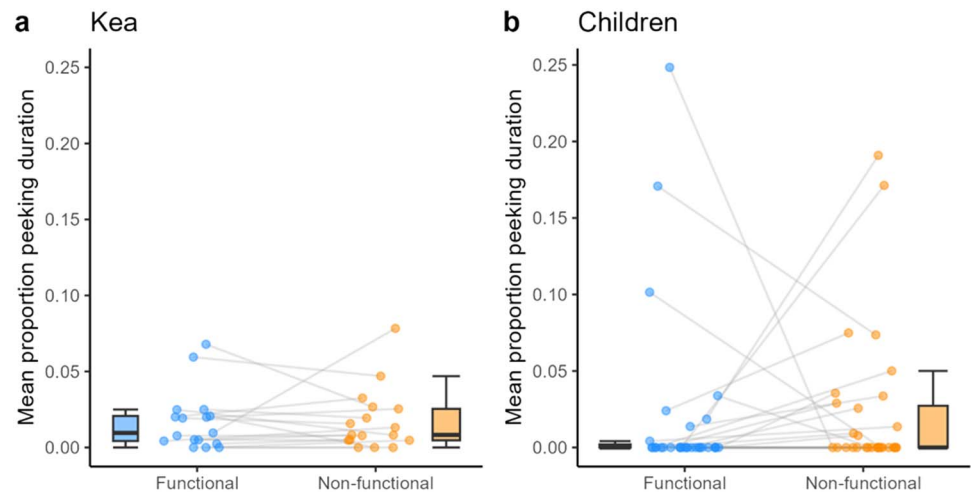 a Kea
Mean proportion peeking duration
0.25
0.20
0.15
0.10
0.05
0.00
Functional Non-functional
b Children
Mean proportion peeking duration
0.25
0.20
0.15
0.10
0.05
0.00
Functional Non-functional